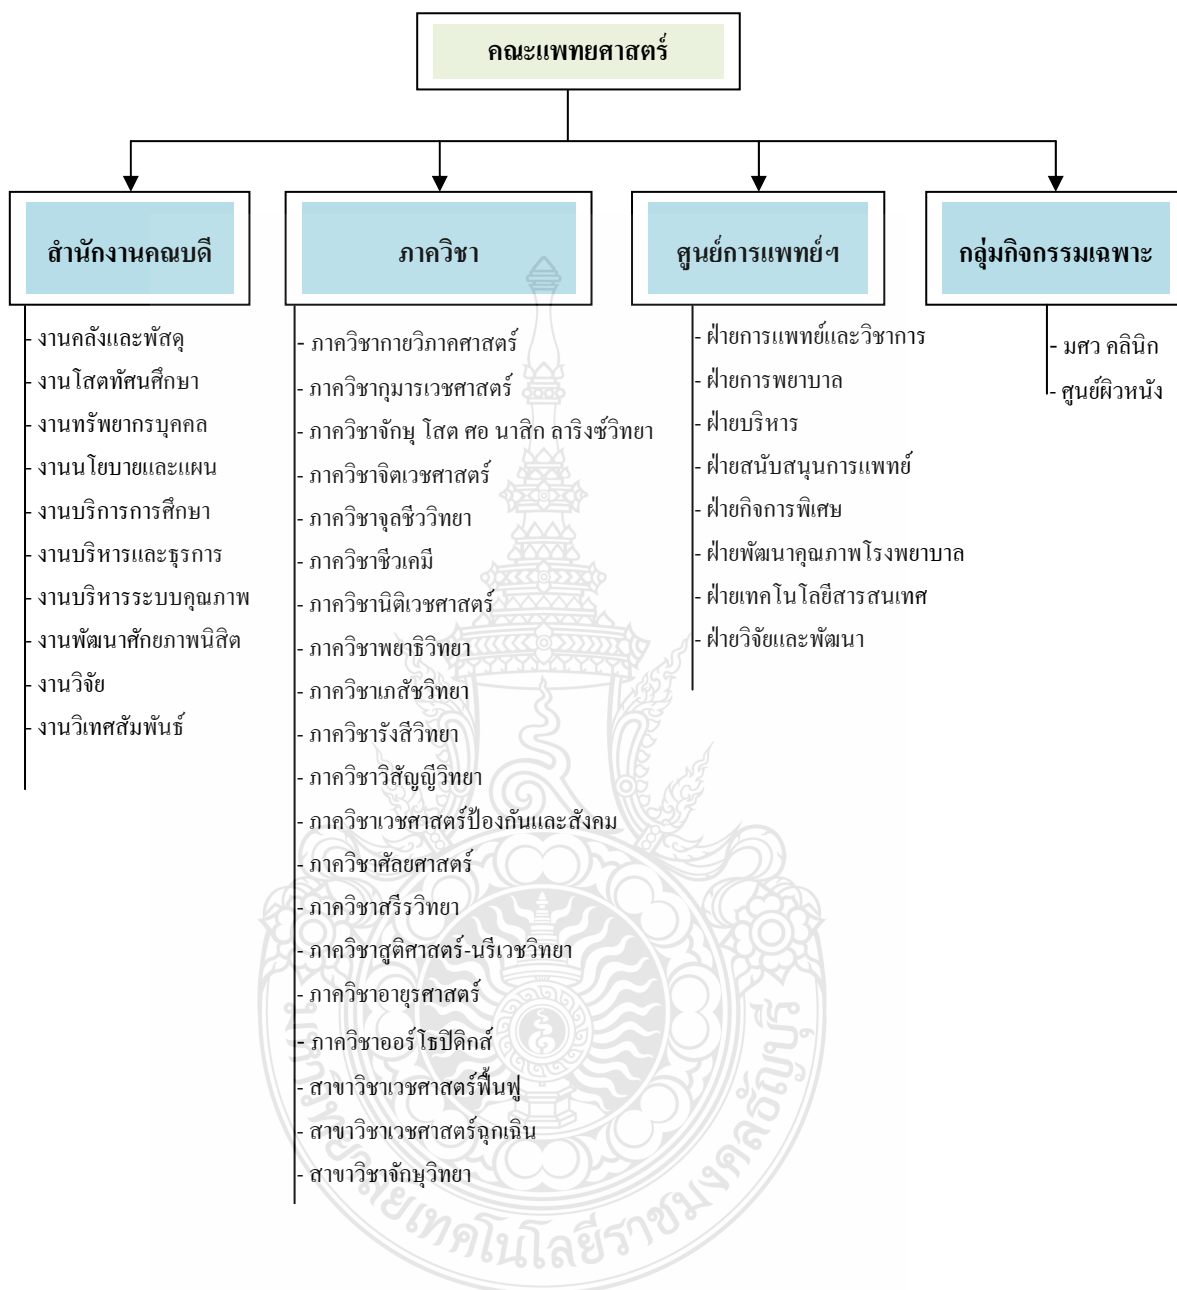 คณะแพทยศาสตร์
สำนักงานคณบดี
- งานคลังและพัสดุ
- งานโสตทัศนศึกษา
- งานทรัพยากรบุคคล
- งานนโยบายและแผน
- งานบริการการศึกษา
- งานบริหารและธุรการ
- งานบริหารระบบคุณภาพ
- งานพัฒนาศักยภาพนิสิต
- งานวิจัย
- งานวิเทศสัมพันธ์
ภาควิชา
- ภาควิชากายวิภาคศาสตร์
- ภาควิชากุมารเวชศาสตร์
- ภาควิชาจักษุ โสต ศอ นาสิก ลาริงซ์วิทยา
- ภาควิชาจิตเวชศาสตร์
- ภาควิชาจุลชีววิทยา
- ภาควิชาชีวเคมี
- ภาควิชานิติเวชศาสตร์
- ภาควิชาพยาธิวิทยา
- ภาควิชาเภสัชวิทยา
- ภาควิชารังสีวิทยา
- ภาควิชาวิสัญญีวิทยา
- ภาควิชาเวชศาสตร์ป้องกันและสังคม
- ภาควิชาศัลยศาสตร์
- ภาควิชาสรีรวิทยา
- ภาควิชาสูติศาสตร์-นรีเวชวิทยา
- ภาควิชาอายุรศาสตร์
- ภาควิชาออร์โธปิดิกส์
- สาขาวิชาเวชศาสตร์ฟื้นฟู
- สาขาวิชาเวชศาสตร์ฉุกเฉิน
- สาขาวิชาจักษุวิทยา
ศูนย์การแพทย์ฯ
- ฝ่ายการแพทย์และวิชาการ
- ฝ่ายการพยาบาล
- ฝ่ายบริหาร
- ฝ่ายสนับสนุนการแพทย์
- ฝ่ายกิจการพิเศษ
- ฝ่ายพัฒนาคุณภาพโรงพยาบาล
- ฝ่ายเทคโนโลยีสารสนเทศ
- ฝ่ายวิจัยและพัฒนา
กลุ่มกิจกรรมเฉพาะ
- มศว คลินิก
- ศูนย์ผิวหนัง
มหาวิทยาลัยเทคโนโลยีราชมงคลธัญบุรี